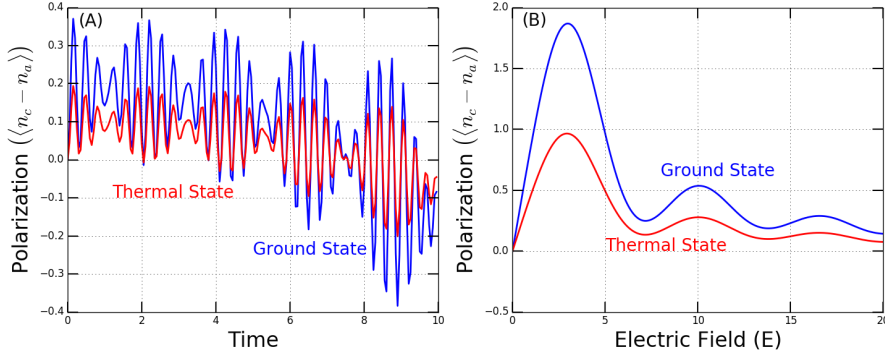 (A)
Polarization (⟨n_c − n_a⟩)
0.4
0.3
0.2
0.1
0.0
−0.1
−0.2
−0.3
−0.4
Thermal State
Ground State
0 2 4 6 8 10
Time
(B)
Polarization (⟨n_c − n_a⟩)
2.0
1.5
1.0
0.5
0.0
−0.5
Ground State
Thermal State
0 5 10 15 20
Electric Field (E)